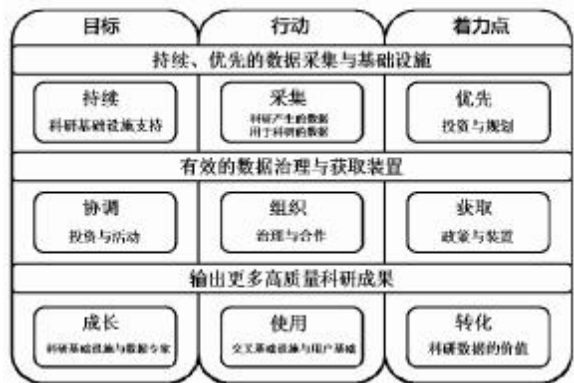 目标
行动
着力点
持续、优先的数据采集与基础设施
持续
科研基础设施支持
采集
科研产生的数据
用于科研的数据
优先
投资与规划
有效的数据治理与获取装置
协调
投资与活动
组织
治理与合作
获取
政策与装置
输出更多高质量科研成果
成长
科研基础设施与数据专家
使用
交叉基础设施与用户基础
转化
科研数据的价值